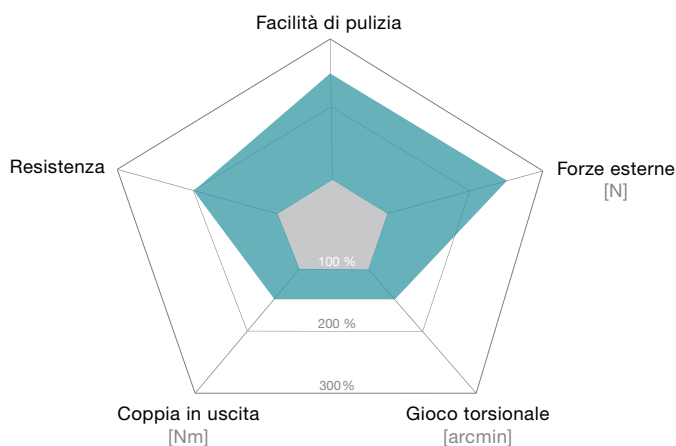 Facilità di pulizia
Resistenza
Forze esterne
[N]
100 %
200 %
300 %
Coppia in uscita
[Nm]
Gioco torsionale
[arcmin]